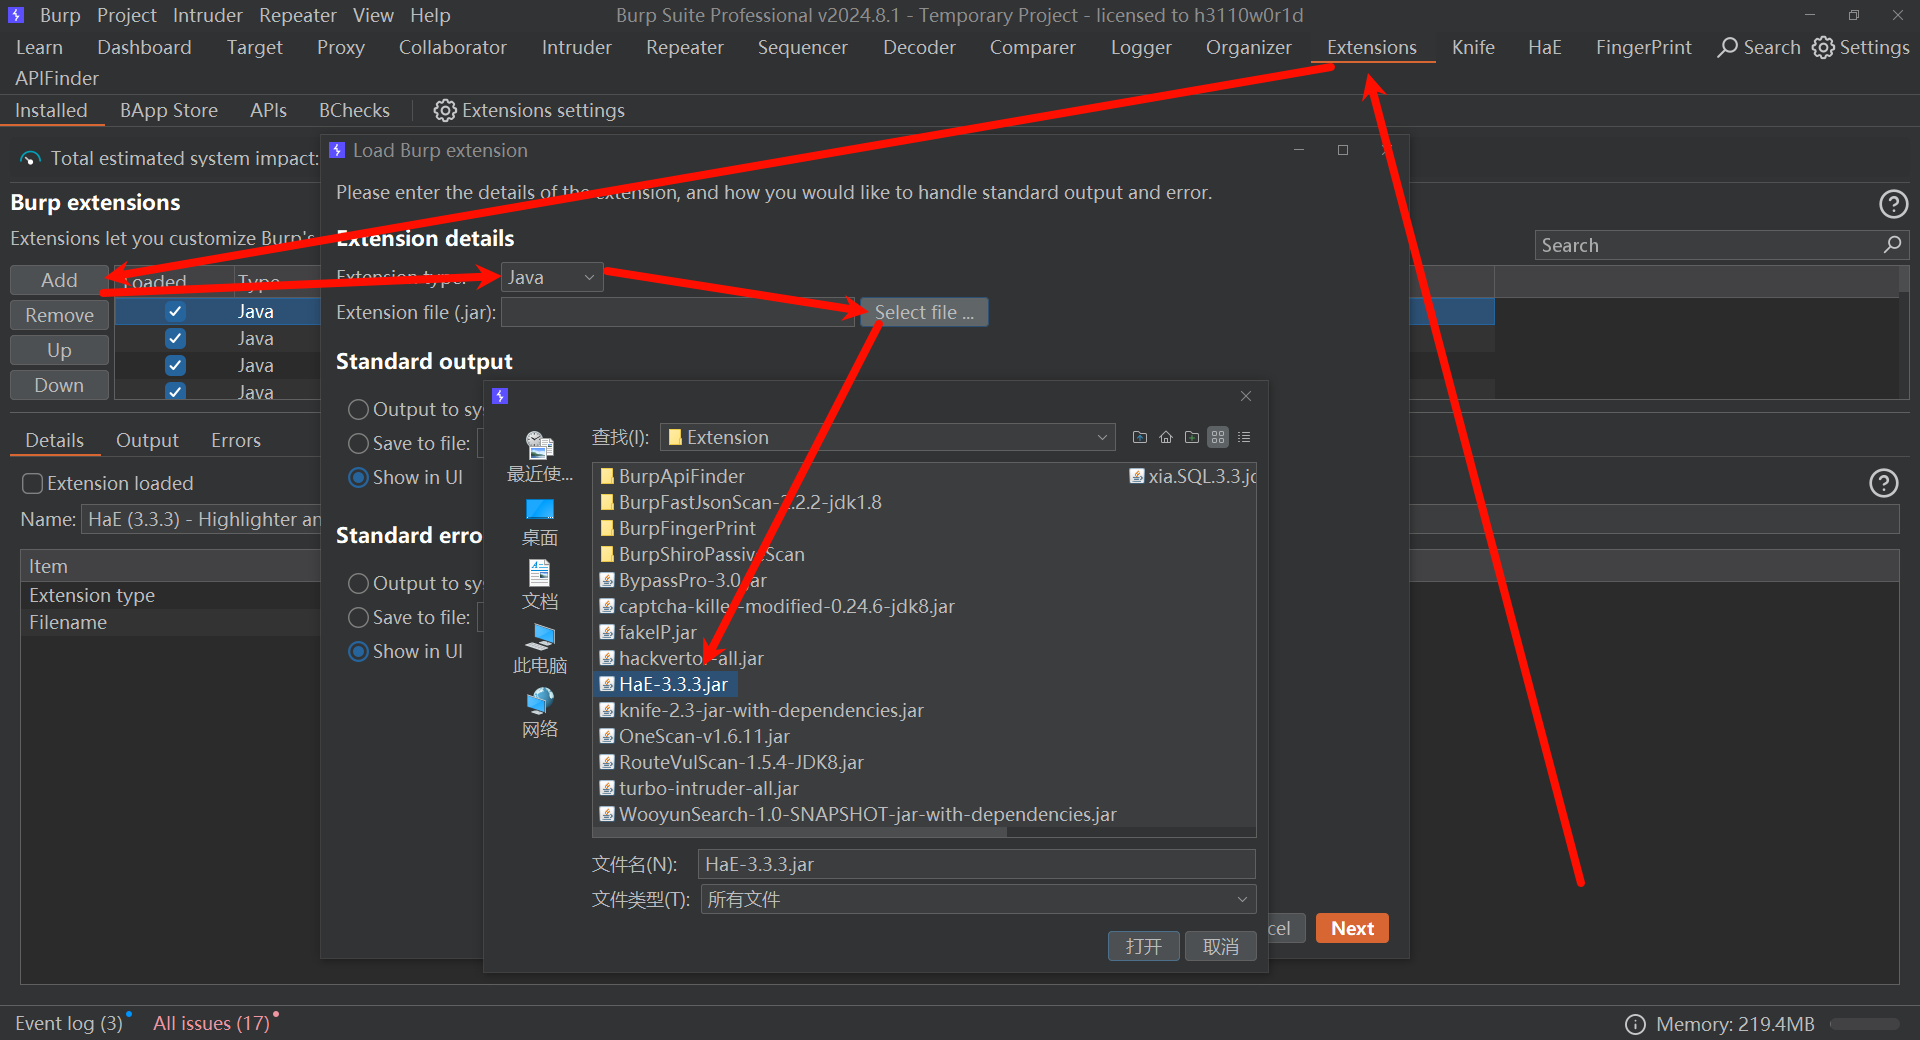 Burp Project Intruder Repeater View Help
Burp Suite Professional v2024.8.1 - Temporary Project - licensed to h3110w0r1d
Learn Dashboard Target Proxy Collaborator Intruder Repeater Sequencer Decoder Comparer Logger Organizer Extensions Knife HaE FingerPrint Search Settings
APIFinder
Installed BApp Store APIs BChecks Extensions settings
Total estimated system impact:
Burp extensions
Extensions let you customize Burp's
Search
Add
Remove
Up
Down
Loaded Type
Java
Java
Java
Java
Details Output Errors
Extension loaded
Name: HaE (3.3.3) - Highlighter an
Item
Extension type
Filename
Load Burp extension
Please enter the details of the extension, and how you would like to handle standard output and error.
Extension details
Extension type: Java
Extension file (.jar): Select file ...
Standard output
Output to sy
Save to file:
Show in UI
Standard erro
Output to sy
Save to file:
Show in UI
查找(I): Extension
最近使...
桌面
文档
此电脑
网络
BurpApiFinder
BurpFastJsonScan-2.2.2-jdk1.8
BurpFingerPrint
BurpShiroPassiveScan
BypassPro-3.0.jar
captcha-killer-modified-0.24.6-jdk8.jar
fakeIP.jar
hackvertor-all.jar
HaE-3.3.3.jar
knife-2.3-jar-with-dependencies.jar
OneScan-v1.6.11.jar
RouteVulScan-1.5.4-JDK8.jar
turbo-intruder-all.jar
WooyunSearch-1.0-SNAPSHOT-jar-with-dependencies.jar
xia.SQL.3.3.jc
文件名(N): HaE-3.3.3.jar
文件类型(T): 所有文件
打开 取消
cel Next
Event log (3) All issues (17)
Memory: 219.4MB